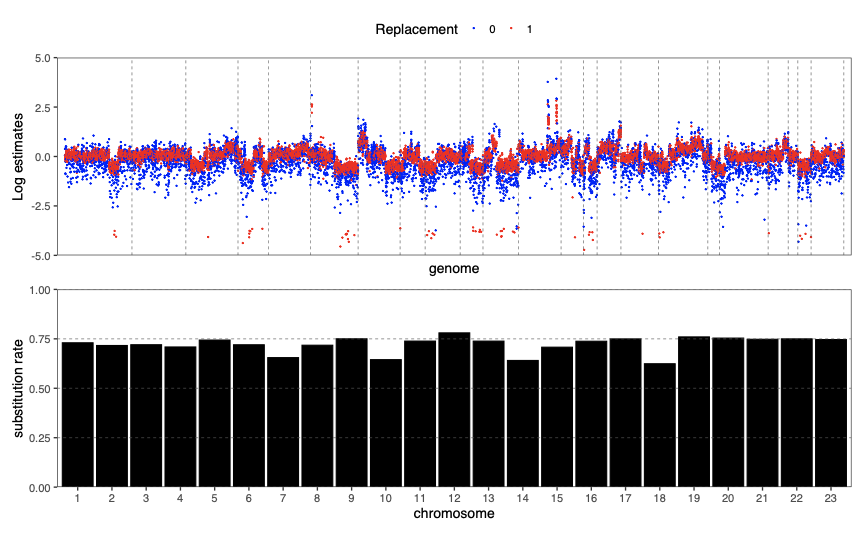 Replacement 0 1
5.0
2.5
0.0
-2.5
-5.0
Log estimates
genome
1.00
0.75
0.50
0.25
0.00
substitution rate
1 2 3 4 5 6 7 8 9 10 11 12 13 14 15 16 17 18 19 20 21 22 23
chromosome